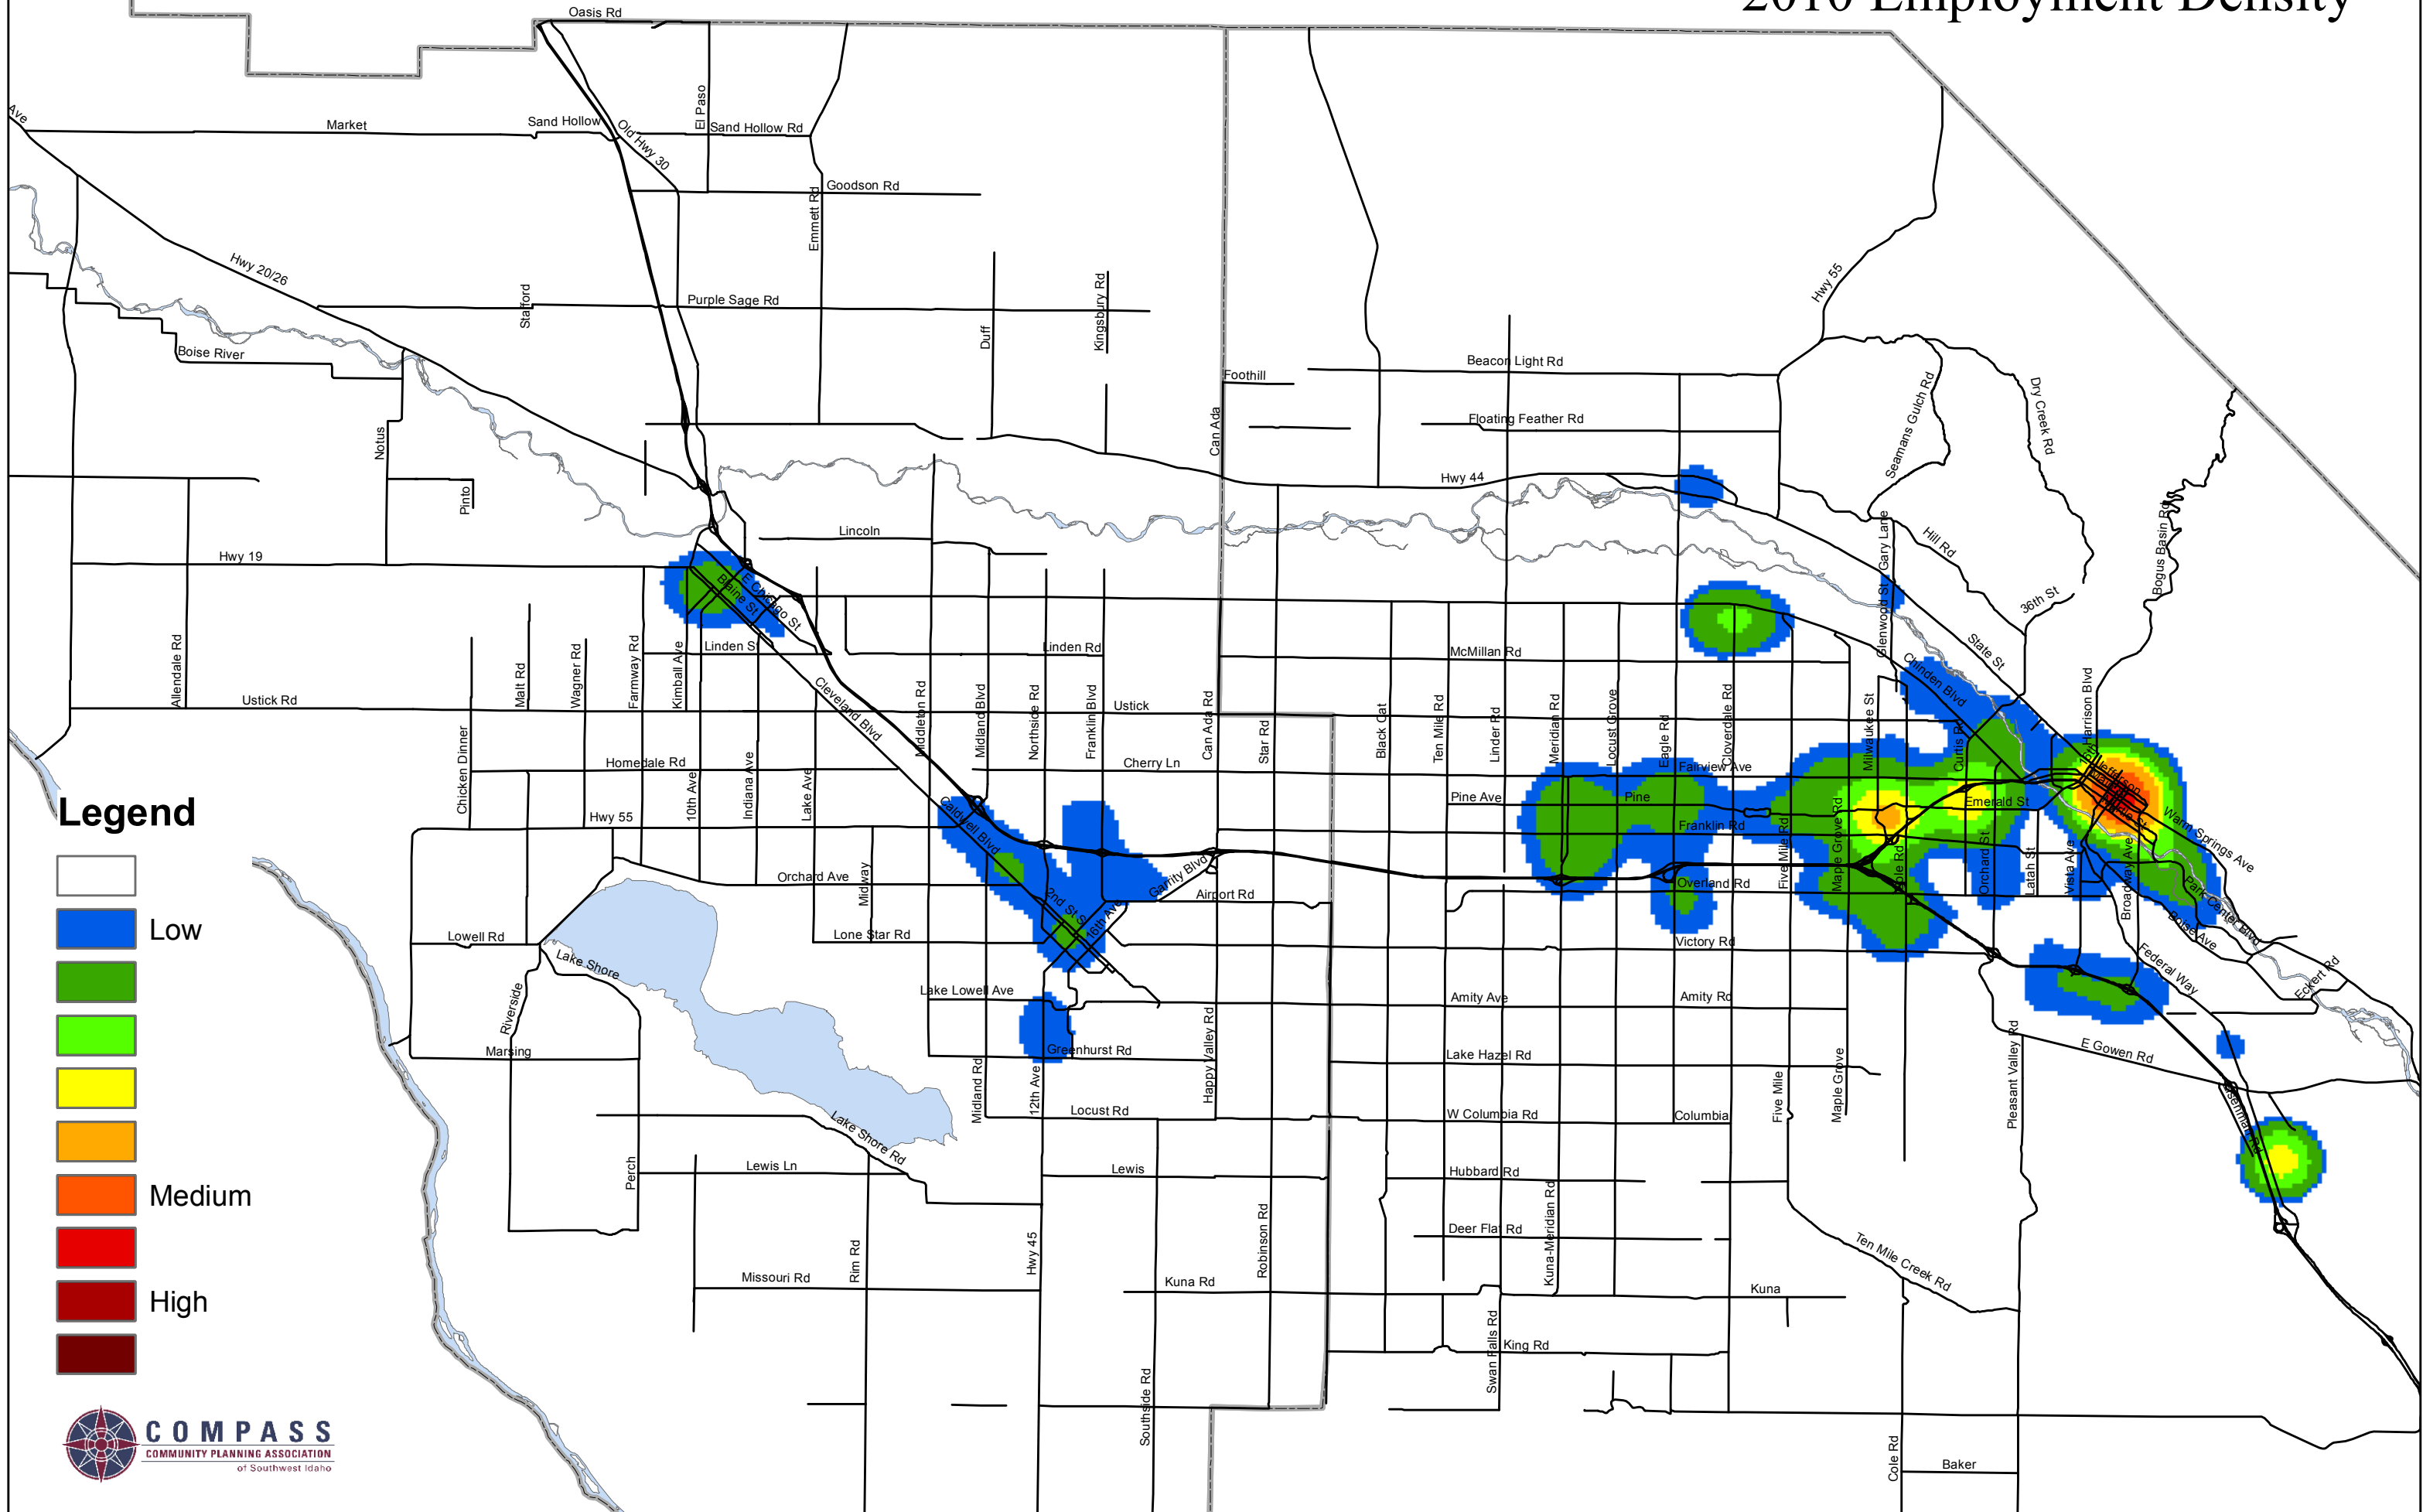 2010 Employment Density
Oasis Rd
Ave
Market
Sand Hollow
Old Hwy 30
El Paso
Sand Hollow Rd
Goodson Rd
Emmett Rd
Hwy 20/26
Stafford
Purple Sage Rd
Duff
Kingsbury Rd
Hwy 55
Boise River
Beacon Light Rd
Foothill
Can Ada
Floating Feather Rd
Seamans Gulch Rd
Dry Creek Rd
Notus
Pinto
Hwy 44
Lincoln
Hwy 19
Gary Lane
Hill Rd
Bogus Basin Rd
E Chicago St
Blaine St
Glenwood St
36th St
Allendale Rd
Malt Rd
Wagner Rd
Farmway Rd
Kimball Ave
Linden S
Linden Rd
McMillan Rd
State St
Chinden Blvd
Ustick Rd
Cleveland Blvd
Middleton Rd
Midland Blvd
Northside Rd
Franklin Blvd
Ustick
Can Ada Rd
Star Rd
Black Cat
Ten Mile Rd
Linder Rd
Meridian Rd
Locust Grove
Eagle Rd
Cloverdale Rd
Milwaukee St
Curtis R
Harrison Blvd
Chicken Dinner
Homedale Rd
10th Ave
Indiana Ave
Lake Ave
Cherry Ln
Fairview Ave
Jefferson
Pine Ave
Pine
Emerald St
Hwy 55
Caldwell Blvd
Franklin Rd
Five Mile Rd
Maple Grove Rd
Warm Springs Ave
Legend
Low
Medium
High
Orchard Ave
Midway
Garrity Blvd
Airport Rd
Overland Rd
Cole Rd
Orchard St
Latah St
Vista Ave
Broadway Ave
Park Center Blvd
Boise Ave
2nd St S
16th Ave
Lowell Rd
Lone Star Rd
Victory Rd
Lake Shore
Federal Way
Eckert Rd
Riverside
Lake Lowell Ave
Amity Ave
Amity Rd
Marsing
Greenhurst Rd
Happy Valley Rd
Lake Hazel Rd
Pleasant Valley Rd
E Gowen Rd
Midland Rd
12th Ave
Locust Rd
W Columbia Rd
Columbia
Five Mile
Maple Grove
Eisenman Rd
Lake Shore Rd
Perch
Lewis Ln
Lewis
Hubbard Rd
Robinson Rd
Kuna-Meridian Rd
Deer Flat Rd
Ten Mile Creek Rd
Hwy 45
Rim Rd
Missouri Rd
Kuna Rd
Kuna
Swan Falls Rd
King Rd
Southside Rd
Cole Rd
Baker
COMPASS
COMMUNITY PLANNING ASSOCIATION
of Southwest Idaho